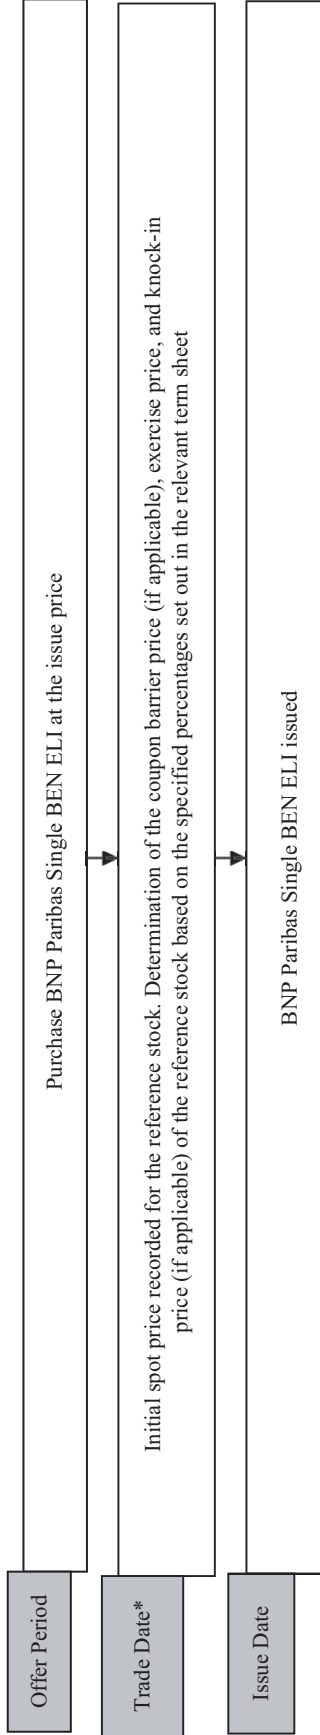 Offer Period
Purchase BNP Paribas Single BEN ELI at the issue price
Trade Date*
Initial spot price recorded for the reference stock. Determination of the coupon barrier price (if applicable), exercise price, and knock-in
price (if applicable) of the reference stock based on the specified percentages set out in the relevant term sheet
Issue Date
BNP Paribas Single BEN ELI issued